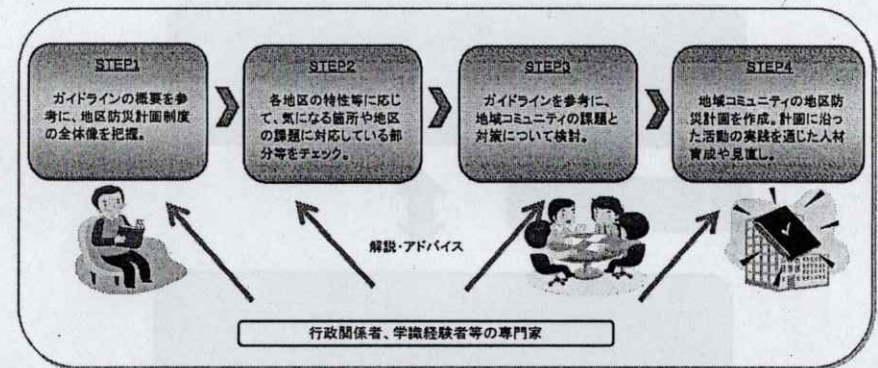 STEP1
ガイドラインの概要を参
考に、地区防災計画制度
の全体像を把握。
STEP2
各地区の特性等に応じ
て、気になる箇所や地区
の課題に対応している部
分等をチェック。
STEP3
ガイドラインを参考に、
地域コミュニティの課題と
対策について検討。
STEP4
地域コミュニティの地区防
災計画を作成。計画に沿っ
た活動の実践を通じた人材
育成や見直し。
解説・アドバイス
行政関係者、学識経験者等の専門家